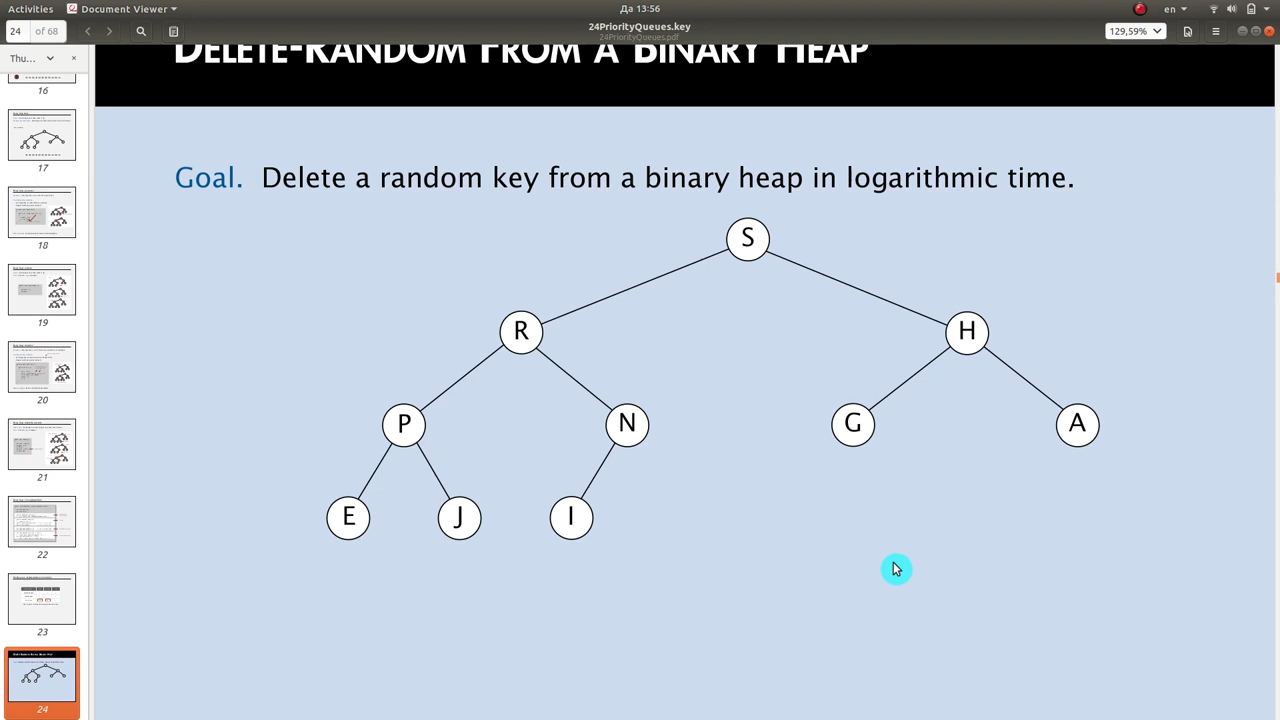 Activities Document Viewer Да 13:56 en
24 of 68 24PriorityQueues.key 129,59%
24PriorityQueues.pdf
Thu...
16
17
18
19
20
21
22
23
24
DELETE-RANDOM FROM A BINARY HEAP
Goal. Delete a random key from a binary heap in logarithmic time.
S
R H
P N G A
E J I